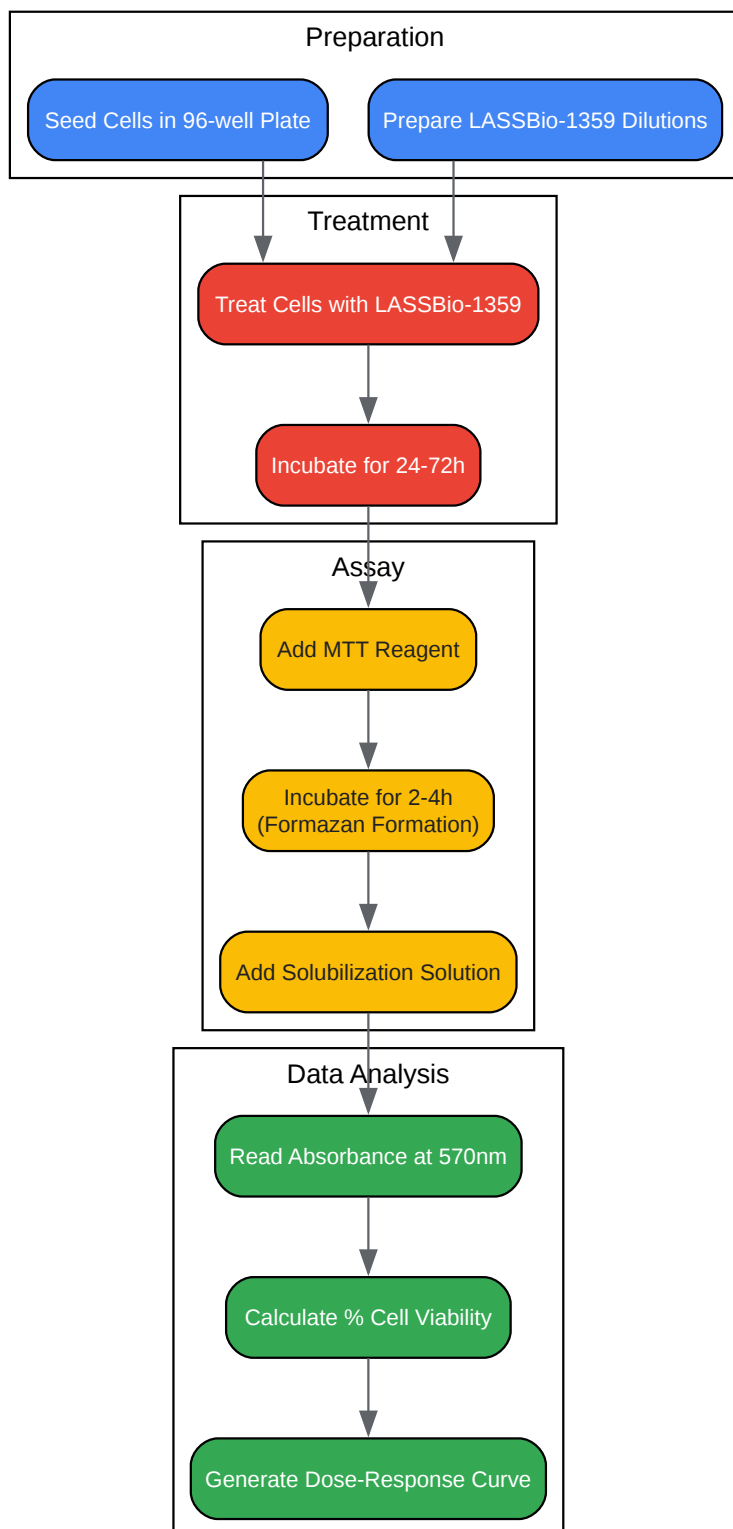 Preparation
Seed Cells in 96-well Plate
Prepare LASSBio-1359 Dilutions
Treatment
Treat Cells with LASSBio-1359
Incubate for 24-72h
Assay
Add MTT Reagent
Incubate for 2-4h
(Formazan Formation)
Add Solubilization Solution
Data Analysis
Read Absorbance at 570nm
Calculate % Cell Viability
Generate Dose-Response Curve